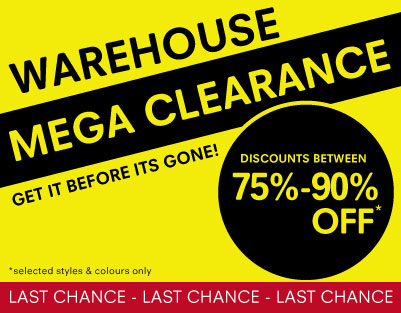 WAREHOUSE
MEGA CLEARANCE
GET IT BEFORE ITS GONE!
DISCOUNTS BETWEEN
75%-90%
OFF*
*selected styles & colours only
LAST CHANCE - LAST CHANCE - LAST CHANCE